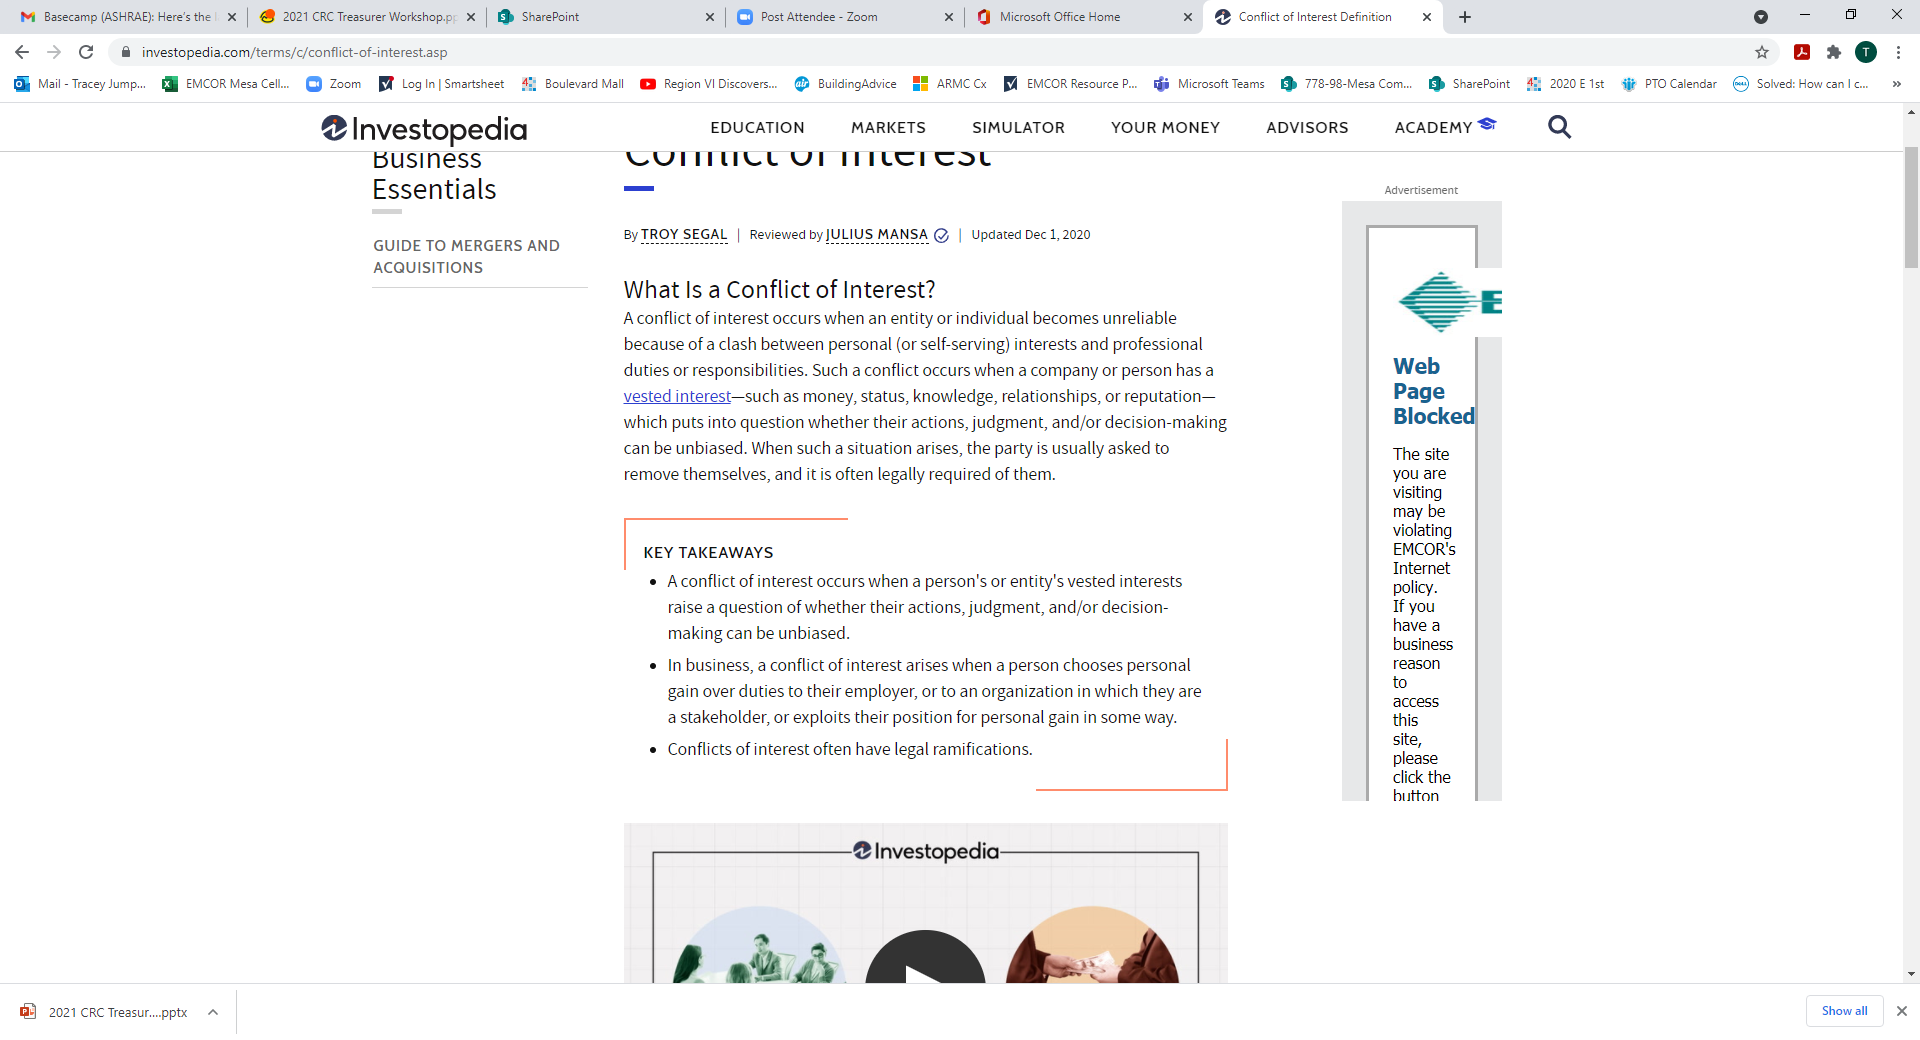 Basecamp (ASHRAE): Here's the
2021 CRC Treasurer Workshop.pp
SharePoint
Post Attendee - Zoom
Microsoft Office Home
Conflict of Interest Definition
investopedia.com/terms/c/conflict-of-interest.asp
T
Mail - Tracey Jump...
EMCOR Mesa Cell...
Zoom
Log In | Smartsheet
Boulevard Mall
Region VI Discovers...
BuildingAdvice
ARMC Cx
EMCOR Resource P...
Microsoft Teams
778-98-Mesa Com...
SharePoint
2020 E 1st
PTO Calendar
Solved: How can I c...
»
Investopedia
EDUCATION
MARKETS
SIMULATOR
YOUR MONEY
ADVISORS
ACADEMY
Business
Essentials
GUIDE TO MERGERS AND
ACQUISITIONS
Conflict of Interest
By TROY SEGAL | Reviewed by JULIUS MANSA | Updated Dec 1, 2020
What Is a Conflict of Interest?
A conflict of interest occurs when an entity or individual becomes unreliable
because of a clash between personal (or self-serving) interests and professional
duties or responsibilities. Such a conflict occurs when a company or person has a
vested interest—such as money, status, knowledge, relationships, or reputation—
which puts into question whether their actions, judgment, and/or decision-making
can be unbiased. When such a situation arises, the party is usually asked to
remove themselves, and it is often legally required of them.
KEY TAKEAWAYS
• A conflict of interest occurs when a person's or entity's vested interests
raise a question of whether their actions, judgment, and/or decision-
making can be unbiased.
• In business, a conflict of interest arises when a person chooses personal
gain over duties to their employer, or to an organization in which they are
a stakeholder, or exploits their position for personal gain in some way.
• Conflicts of interest often have legal ramifications.
Investopedia
Advertisement
E
Web
Page
Blocked
The site
you are
visiting
may be
violating
EMCOR's
Internet
policy.
If you
have a
business
reason
to
access
this
site,
please
click the
button
2021 CRC Treasur....pptx
Show all